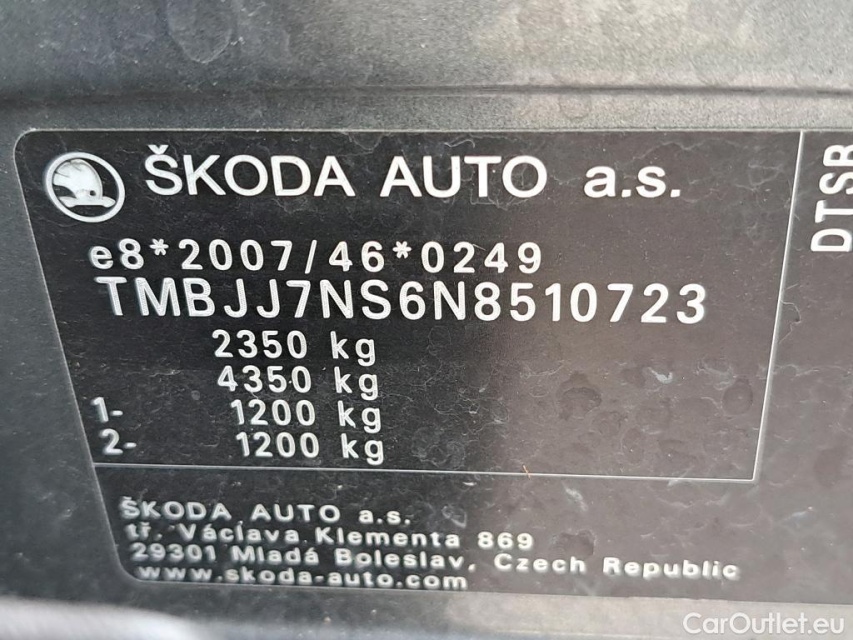 ŠKODA AUTO a.s.
e8*2007/46*0249
TMBJJ7NS6N8510723
2350 kg
4350 kg
1- 1200 kg
2- 1200 kg
ŠKODA AUTO a.s.
tř. Václava Klementa 869
29301 Mladá Boleslav, Czech Republic
www.skoda-auto.com
DTSB
CarOutlet.eu